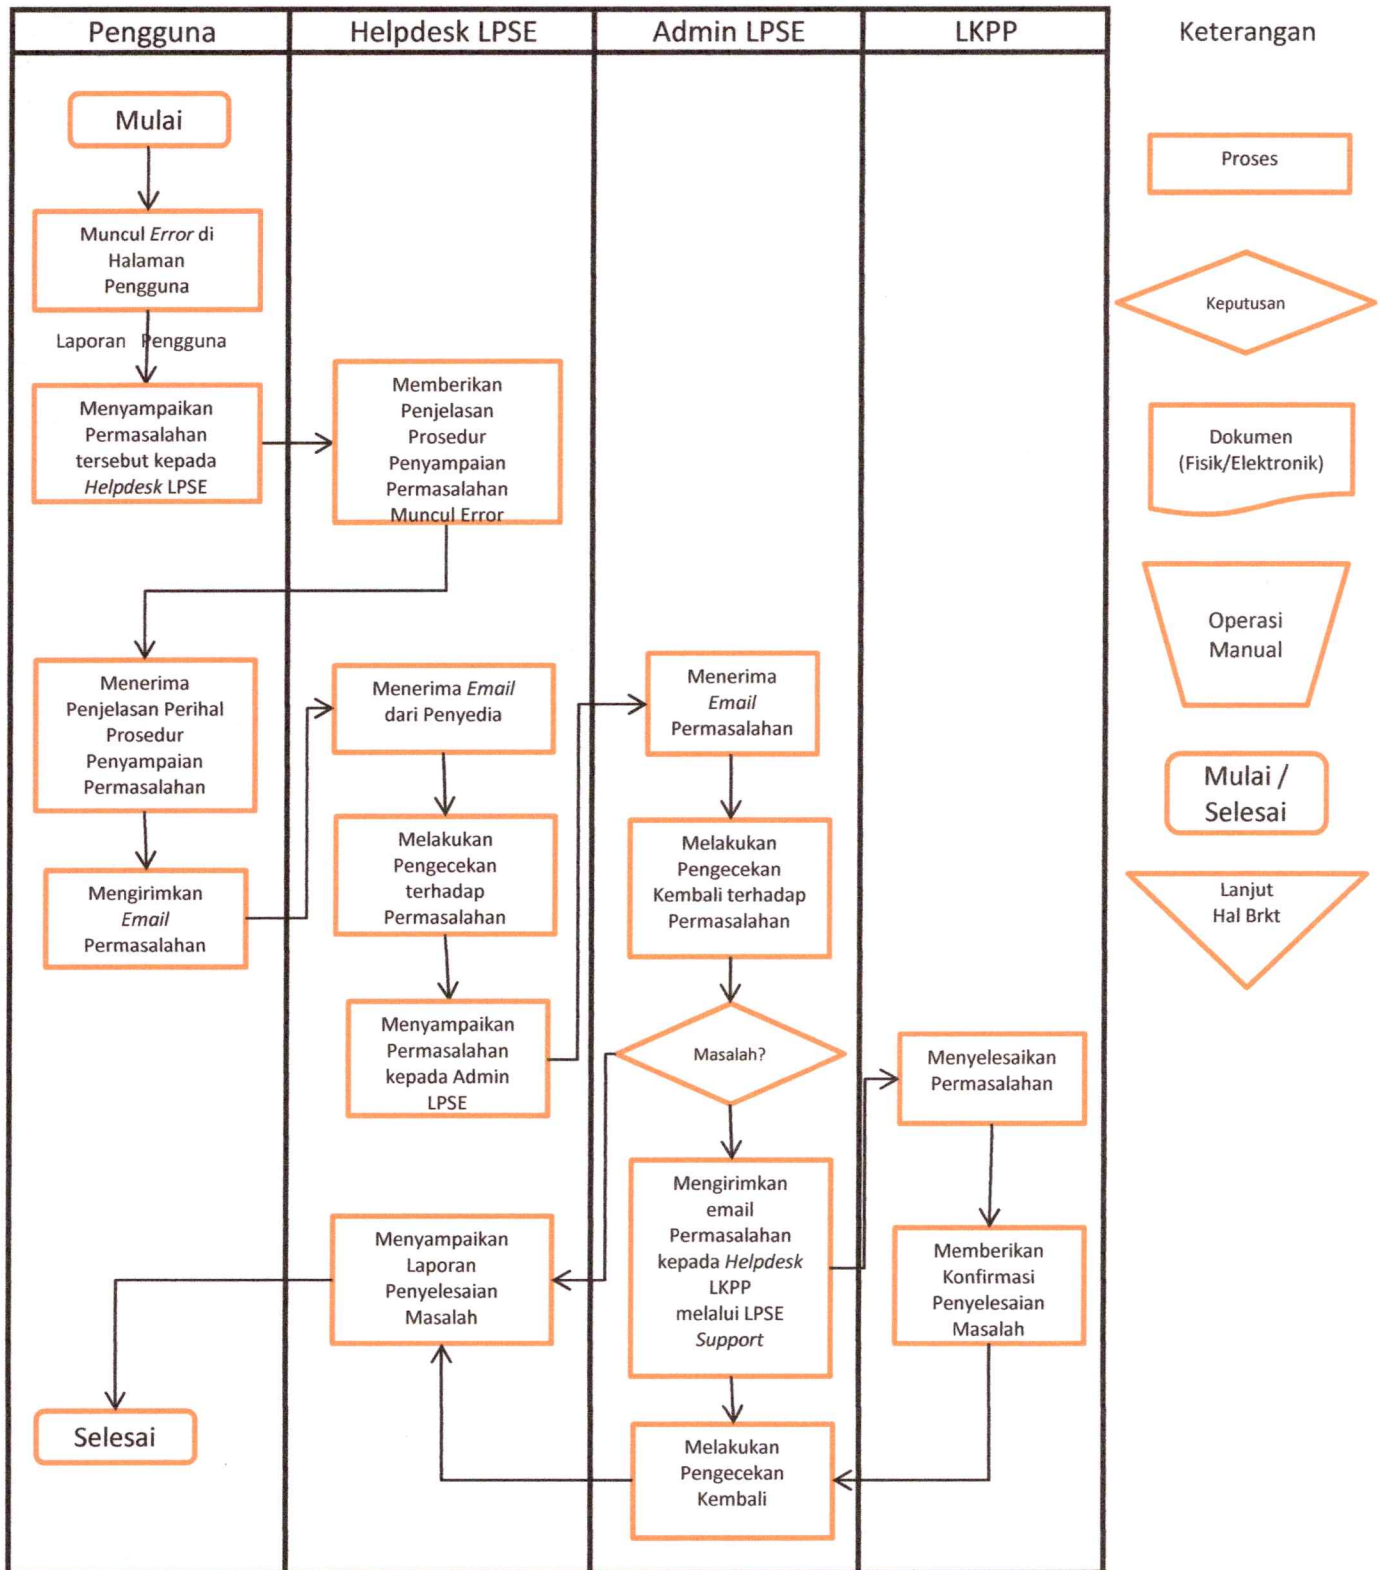 Pengguna
Helpdesk LPSE
Admin LPSE
LKPP
Keterangan
Mulai
Muncul Error di
Halaman
Pengguna
Laporan Pengguna
Menyampaikan
Permasalahan
tersebut kepada
Helpdesk LPSE
Memberikan
Penjelasan
Prosedur
Penyampaian
Permasalahan
Muncul Error
Menerima
Penjelasan Perihal
Prosedur
Penyampaian
Permasalahan
Mengirimkan
Email
Permasalahan
Menerima Email
dari Penyedia
Melakukan
Pengecekan
terhadap
Permasalahan
Menyampaikan
Permasalahan
kepada Admin
LPSE
Menerima
Email
Permasalahan
Melakukan
Pengecekan
Kembali terhadap
Permasalahan
Masalah?
Mengirimkan
email
Permasalahan
kepada Helpdesk
LKPP
melalui LPSE
Support
Menyelesaikan
Permasalahan
Memberikan
Konfirmasi
Penyelesaian
Masalah
Melakukan
Pengecekan
Kembali
Menyampaikan
Laporan
Penyelesaian
Masalah
Selesai
Proses
Keputusan
Dokumen
(Fisik/Elektronik)
Operasi
Manual
Mulai /
Selesai
Lanjut
Hal Brkt